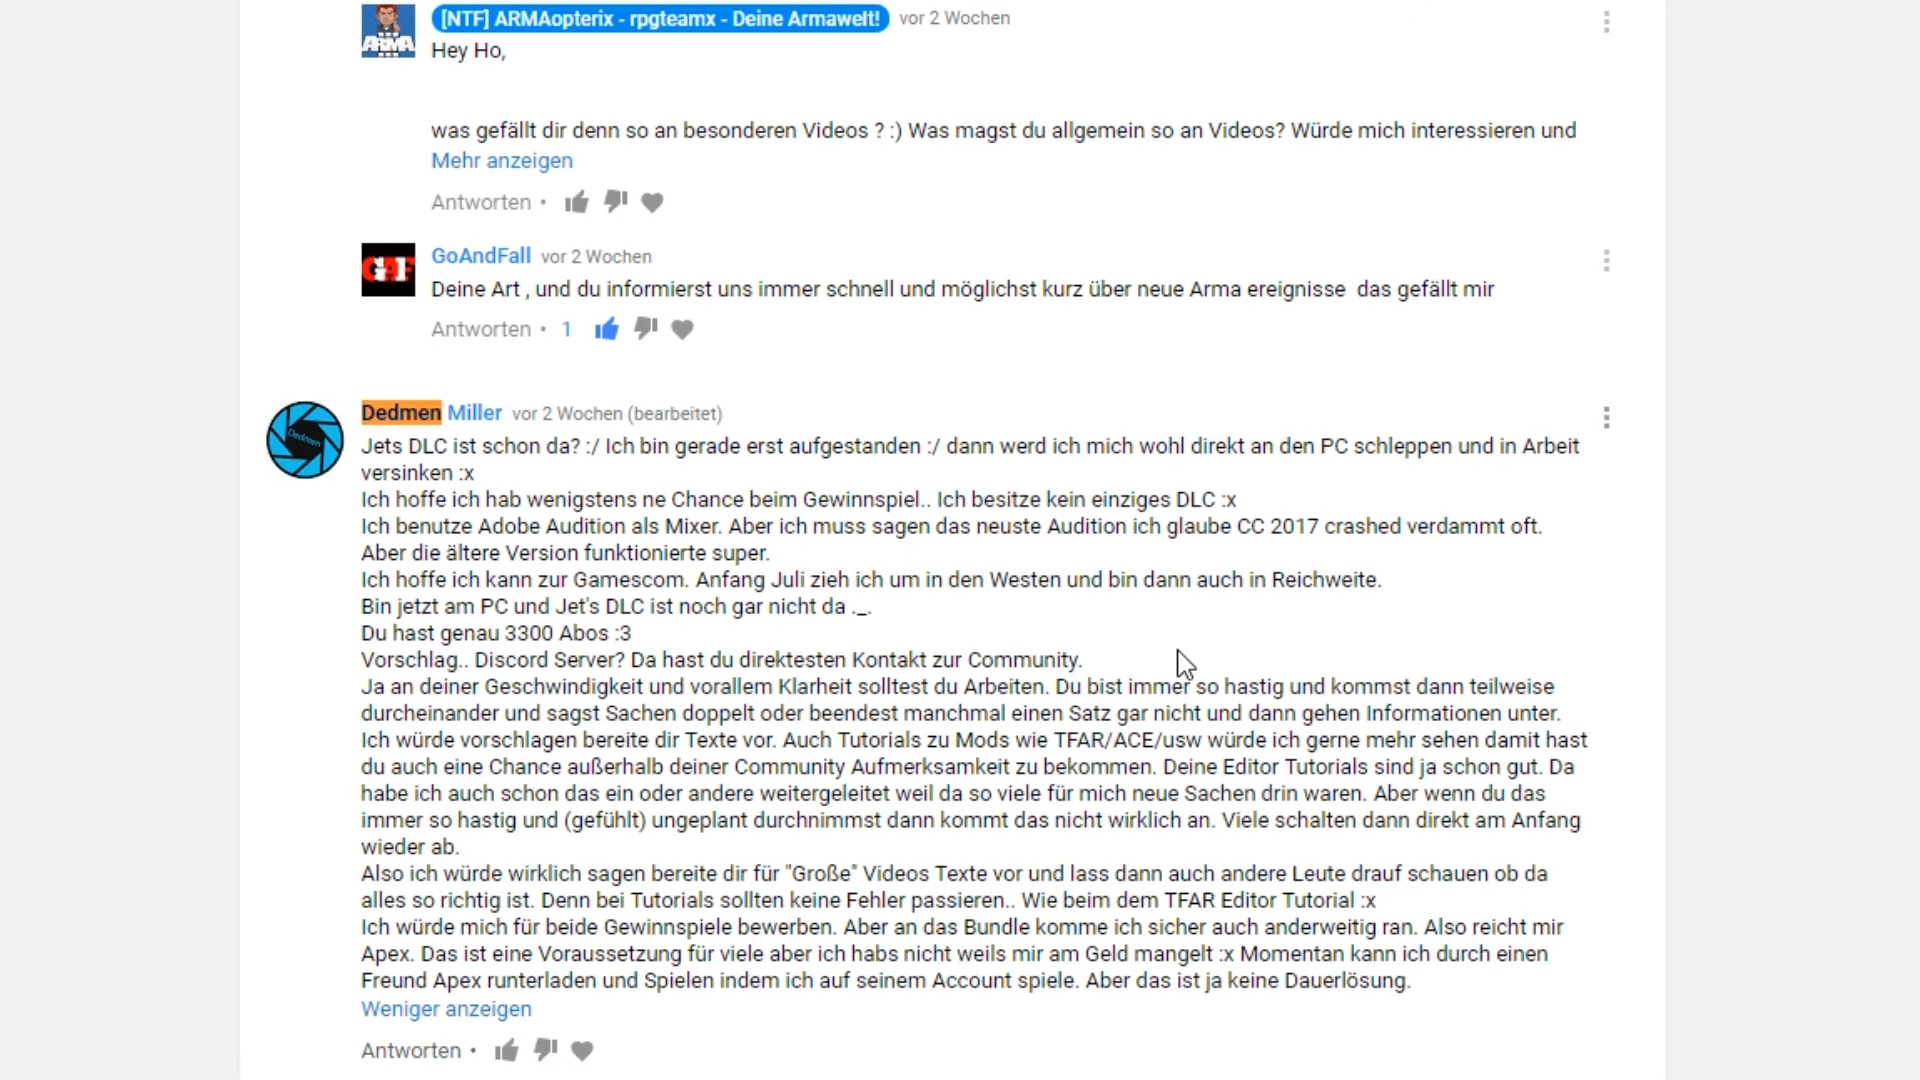 [NTF] ARMAopterix - rpgteamx - Deine Armawelt! vor 2 Wochen
ARMA
Hey Ho,
was gefällt dir denn so an besonderen Videos ? :) Was magst du allgemein so an Videos? Würde mich interessieren und
Mehr anzeigen
Antworten •
GoAndFall vor 2 Wochen
GAF
Deine Art , und du informierst uns immer schnell und möglichst kurz über neue Arma ereignisse  das gefällt mir
Antworten • 1
Dedmen Miller vor 2 Wochen (bearbeitet)
Dedmen
Jets DLC ist schon da? :/ Ich bin gerade erst aufgestanden :/ dann werd ich mich wohl direkt an den PC schleppen und in Arbeit
versinken :x
Ich hoffe ich hab wenigstens ne Chance beim Gewinnspiel.. Ich besitze kein einziges DLC :x
Ich benutze Adobe Audition als Mixer. Aber ich muss sagen das neuste Audition ich glaube CC 2017 crashed verdammt oft.
Aber die ältere Version funktionierte super.
Ich hoffe ich kann zur Gamescom. Anfang Juli zieh ich um in den Westen und bin dann auch in Reichweite.
Bin jetzt am PC und Jet's DLC ist noch gar nicht da ._.
Du hast genau 3300 Abos :3
Vorschlag.. Discord Server? Da hast du direktesten Kontakt zur Community.
Ja an deiner Geschwindigkeit und vorallem Klarheit solltest du Arbeiten. Du bist immer so hastig und kommst dann teilweise
durcheinander und sagst Sachen doppelt oder beendest manchmal einen Satz gar nicht und dann gehen Informationen unter.
Ich würde vorschlagen bereite dir Texte vor. Auch Tutorials zu Mods wie TFAR/ACE/usw würde ich gerne mehr sehen damit hast
du auch eine Chance außerhalb deiner Community Aufmerksamkeit zu bekommen. Deine Editor Tutorials sind ja schon gut. Da
habe ich auch schon das ein oder andere weitergeleitet weil da so viele für mich neue Sachen drin waren. Aber wenn du das
immer so hastig und (gefühlt) ungeplant durchnimmst dann kommt das nicht wirklich an. Viele schalten dann direkt am Anfang
wieder ab.
Also ich würde wirklich sagen bereite dir für "Große" Videos Texte vor und lass dann auch andere Leute drauf schauen ob da
alles so richtig ist. Denn bei Tutorials sollten keine Fehler passieren.. Wie beim dem TFAR Editor Tutorial :x
Ich würde mich für beide Gewinnspiele bewerben. Aber an das Bundle komme ich sicher auch anderweitig ran. Also reicht mir
Apex. Das ist eine Voraussetzung für viele aber ich habs nicht weils mir am Geld mangelt :x Momentan kann ich durch einen
Freund Apex runterladen und Spielen indem ich auf seinem Account spiele. Aber das ist ja keine Dauerlösung.
Weniger anzeigen
Antworten •